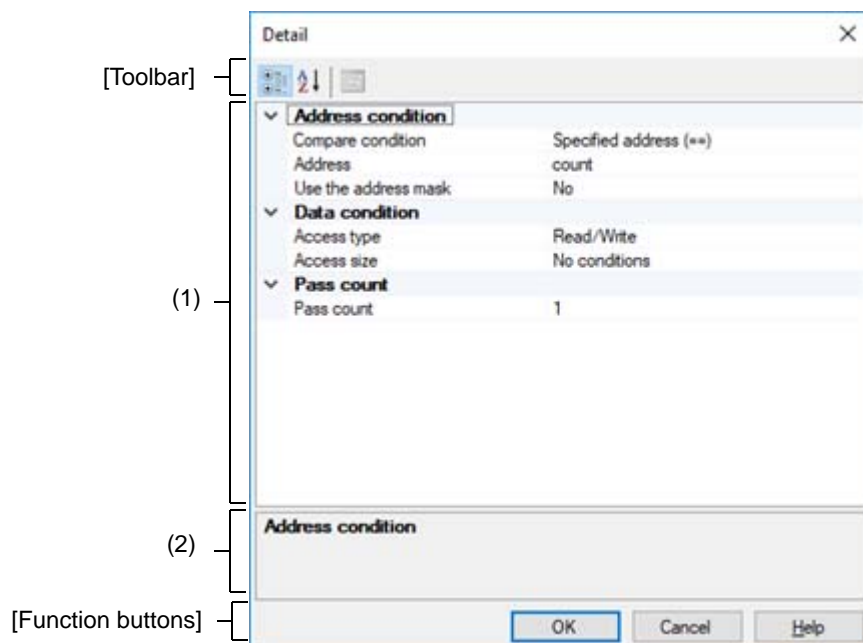 Detail
[Toolbar]
Address condition
Compare condition Specified address (==)
Address count
Use the address mask No
Data condition
Access type Read/Write
Access size No conditions
Pass count
Pass count 1
(1)
Address condition
(2)
[Function buttons]
OK Cancel Help